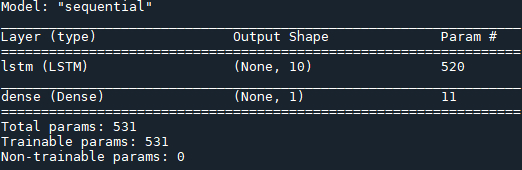 Model: "sequential"
_________________________________________________________________
Layer (type)                 Output Shape              Param #
=================================================================
lstm (LSTM)                  (None, 10)                520
_________________________________________________________________
dense (Dense)                (None, 1)                 11
=================================================================
Total params: 531
Trainable params: 531
Non-trainable params: 0